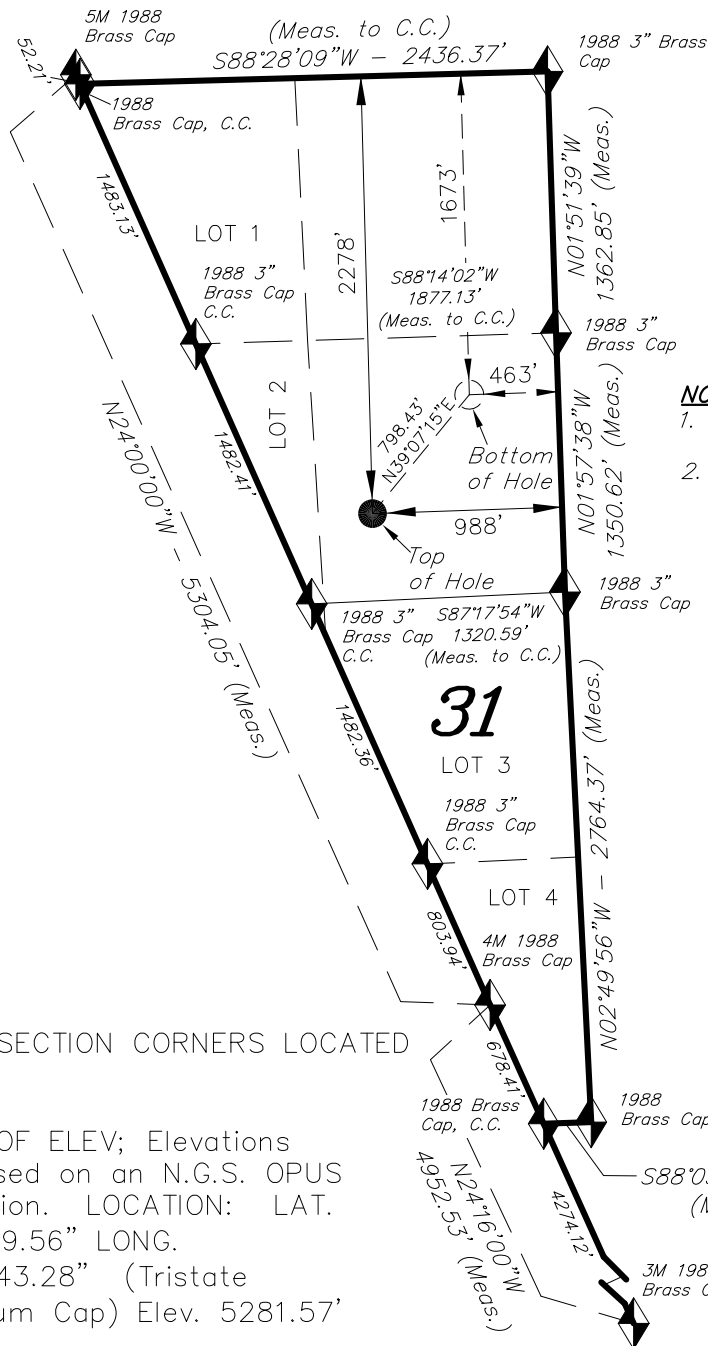 5M 1988
Brass Cap
(Meas. to C.C.)
S88°28'09"W - 2436.37'
1988 3" Brass
Cap
52.21'
1988
Brass Cap, C.C.
1483.13'
LOT 1
1673'
2278'
N01°51'39"W
1362.85' (Meas.)
1988 3"
Brass Cap
C.C.
S88°14'02"W
1877.13'
(Meas. to C.C.)
1988 3"
Brass Cap
LOT 2
463'
798.43'
N39°07'15"E
Bottom
of Hole
N01°57'38"W
1350.62' (Meas.)
1.
2.
1482.41'
N24°00'00"W - 5304.05' (Meas.)
988'
Top
of Hole
1988 3"
Brass Cap
1988 3"
Brass Cap
C.C.
S87°17'54"W
1320.59'
(Meas. to C.C.)
31
LOT 3
1482.36'
N02°49'56"W - 2764.37' (Meas.)
1988 3"
Brass Cap
C.C.
LOT 4
803.94'
4M 1988
Brass Cap
SECTION CORNERS LOCATED
678.41'
1988 Brass
Cap, C.C.
1988
Brass Cap
OF ELEV; Elevations
sed on an N.G.S. OPUS
tion. LOCATION: LAT.
9.56" LONG.
43.28" (Tristate
um Cap) Elev. 5281.57'
N24°16'00"W
4952.53' (Meas.)
4274.12'
3M 198
Brass C